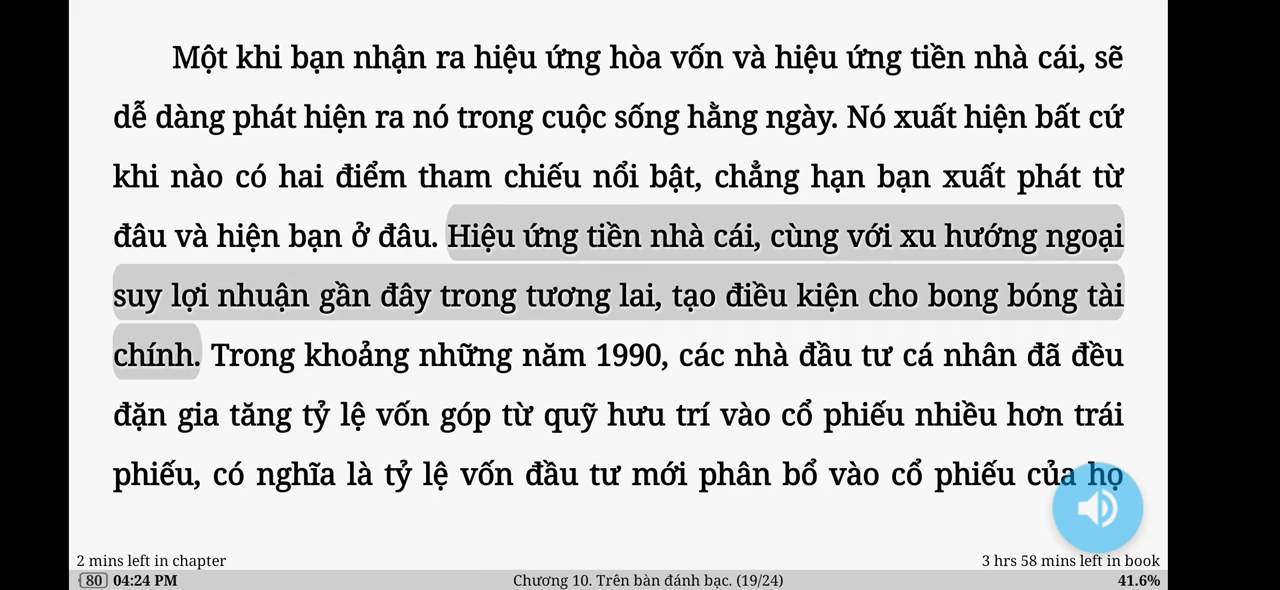 Một khi bạn nhận ra hiệu ứng hòa vốn và hiệu ứng tiền nhà cái, sẽ
dễ dàng phát hiện ra nó trong cuộc sống hằng ngày. Nó xuất hiện bất cứ
khi nào có hai điểm tham chiếu nổi bật, chẳng hạn bạn xuất phát từ
đâu và hiện bạn ở đâu. Hiệu ứng tiền nhà cái, cùng với xu hướng ngoại
suy lợi nhuận gần đây trong tương lai, tạo điều kiện cho bong bóng tài
chính. Trong khoảng những năm 1990, các nhà đầu tư cá nhân đã đều
đặn gia tăng tỷ lệ vốn góp từ quỹ hưu trí vào cổ phiếu nhiều hơn trái
phiếu, có nghĩa là tỷ lệ vốn đầu tư mới phân bổ vào cổ phiếu của họ
2 mins left in chapter 3 hrs 58 mins left in book
80 04:24 PM Chương 10. Trên bàn đánh bạc. (19/24) 41.6%